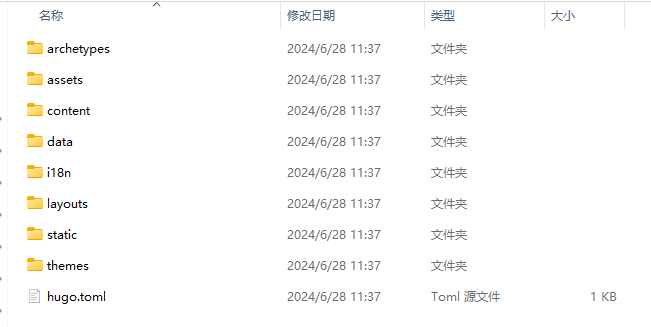 名称 修改日期 类型 大小
archetypes 2024/6/28 11:37 文件夹
assets 2024/6/28 11:37 文件夹
content 2024/6/28 11:37 文件夹
data 2024/6/28 11:37 文件夹
i18n 2024/6/28 11:37 文件夹
layouts 2024/6/28 11:37 文件夹
static 2024/6/28 11:37 文件夹
themes 2024/6/28 11:37 文件夹
hugo.toml 2024/6/28 11:37 Toml 源文件 1 KB